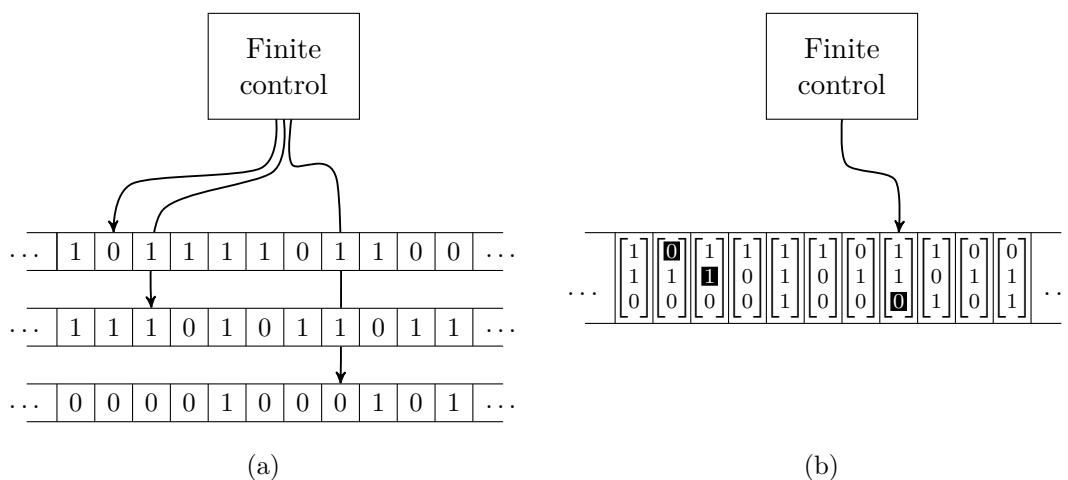 Finite
control
… 1 0 1 1 1 1 0 1 1 0 0 …
… 1 1 1 0 1 0 1 1 0 1 1 …
… 0 0 0 0 1 0 0 0 1 0 1 …
(a)
Finite
control
1 0 1 1 1 1 0 1 1 0 0
… 1 1 1 0 1 0 1 1 0 1 1 ..
0 0 0 0 1 0 0 0 1 0 1
(b)